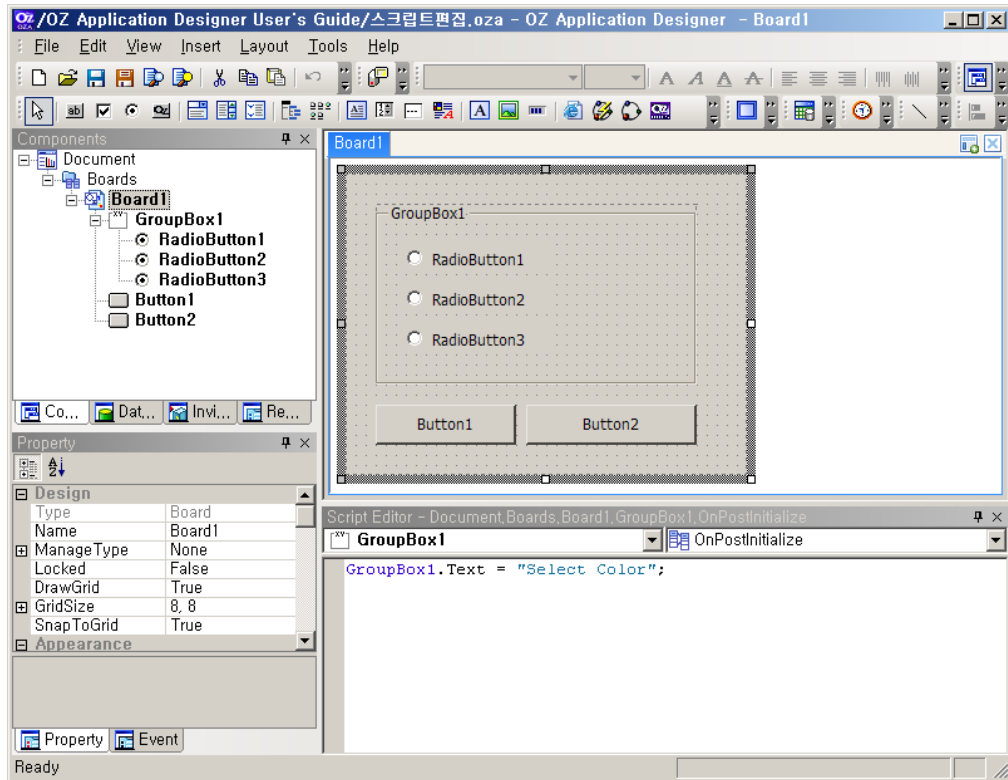 /OZ Application Designer User's Guide/스크립트편집.oza - OZ Application Designer - Board1
File Edit View Insert Layout Tools Help
Components
Document
Boards
Board1
GroupBox1
RadioButton1
RadioButton2
RadioButton3
Button1
Button2
Co... Dat... Invi... Re...
Property
Design
Type Board
Name Board1
ManageType None
Locked False
DrawGrid True
GridSize 8, 8
SnapToGrid True
Appearance
Property Event
Board1
GroupBox1
RadioButton1
RadioButton2
RadioButton3
Button1 Button2
Script Editor - Document,Boards,Board1,GroupBox1,OnPostInitialize
GroupBox1 OnPostInitialize
GroupBox1.Text = "Select Color";
Ready